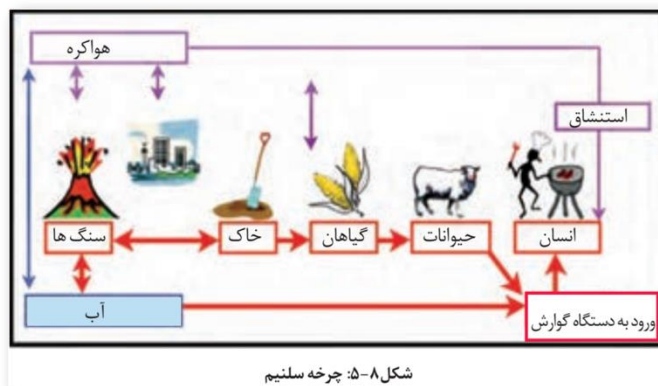 هواکره
استنشاق
سنگ ها
خاک
گیاهان
حیوانات
انسان
آب
ورود به دستگاه گوارش
شکل۸-۵: چرخه سلنیم